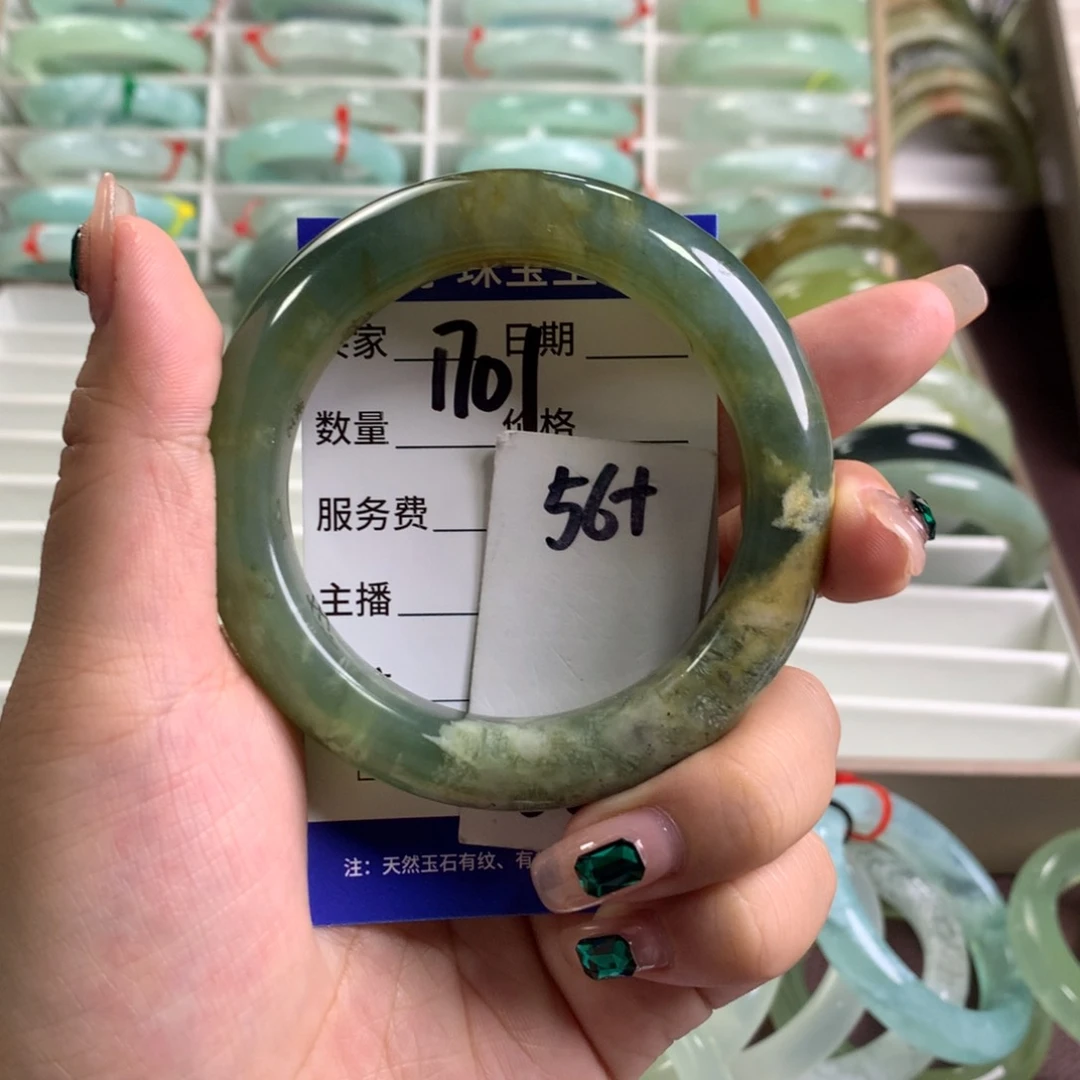 珠宝玉
1701
家 日期
数量 价格
56+
服务费
主播
注：天然玉石有纹、有